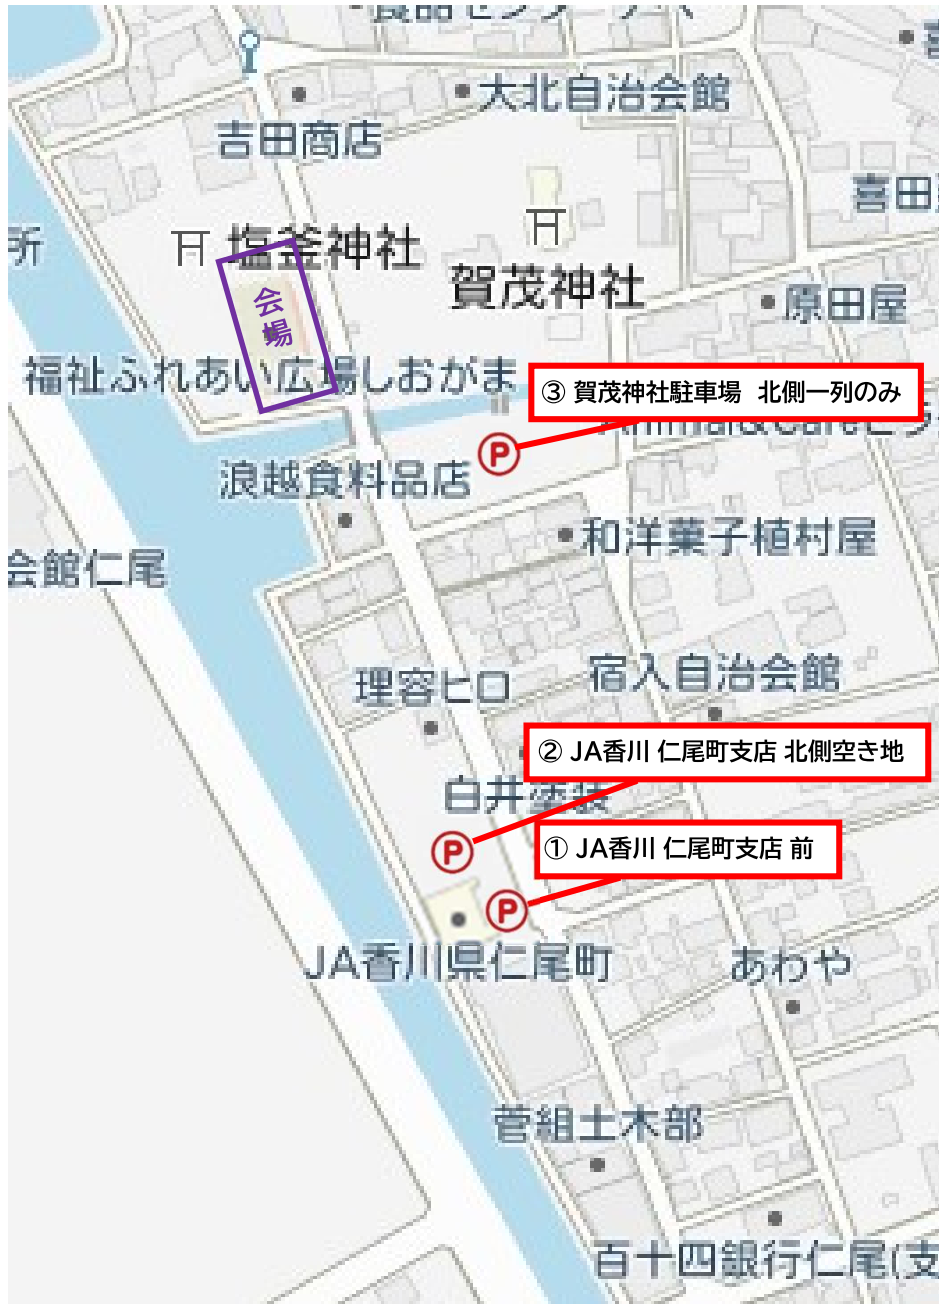 大北自治会館
吉田商店
喜田
所
塩釜神社
賀茂神社
会場
原田屋
福祉ふれあい広場しおがま
③ 賀茂神社駐車場 北側一列のみ
P
浪越食料品店
和洋菓子植村屋
会館仁尾
宿入自治会館
理容ヒロ
② JA香川 仁尾町支店 北側空き地
白井塗装
① JA香川 仁尾町支店 前
P
P
JA香川県仁尾町
あわや
菅組土木部
百十四銀行仁尾(支